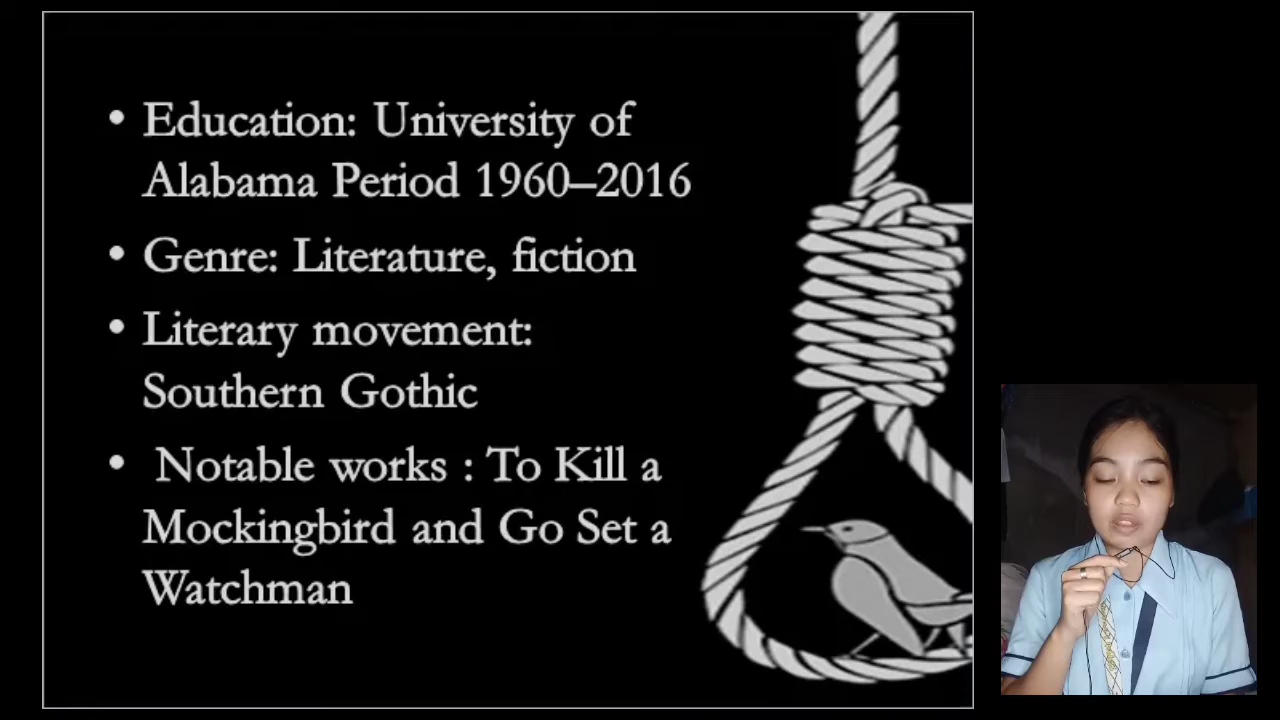 • Education: University of
Alabama Period 1960–2016
• Genre: Literature, fiction
• Literary movement:
Southern Gothic
• Notable works : To Kill a
Mockingbird and Go Set a
Watchman